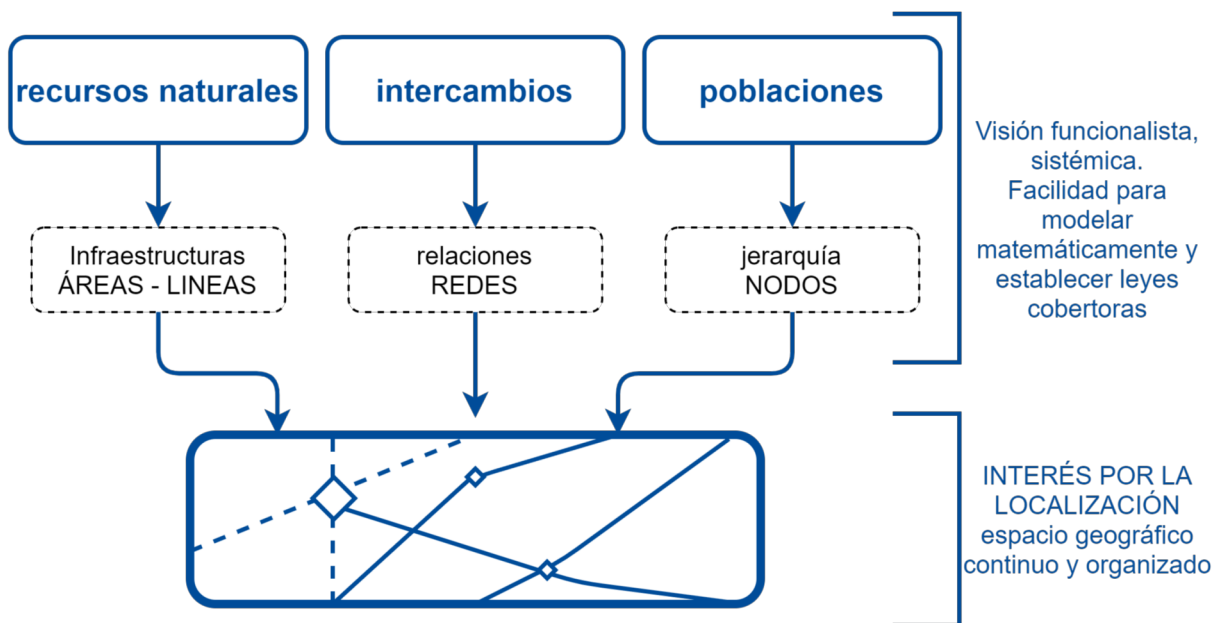 recursos naturales
intercambios
poblaciones
Infraestructuras
ÁREAS - LINEAS
relaciones
REDES
jerarquía
NODOS
Visión funcionalista,
sistémica.
Facilidad para
modelar
matemáticamente y
establecer leyes
cobertoras
INTERÉS POR LA
LOCALIZACIÓN
espacio geográfico
continuo y organizado